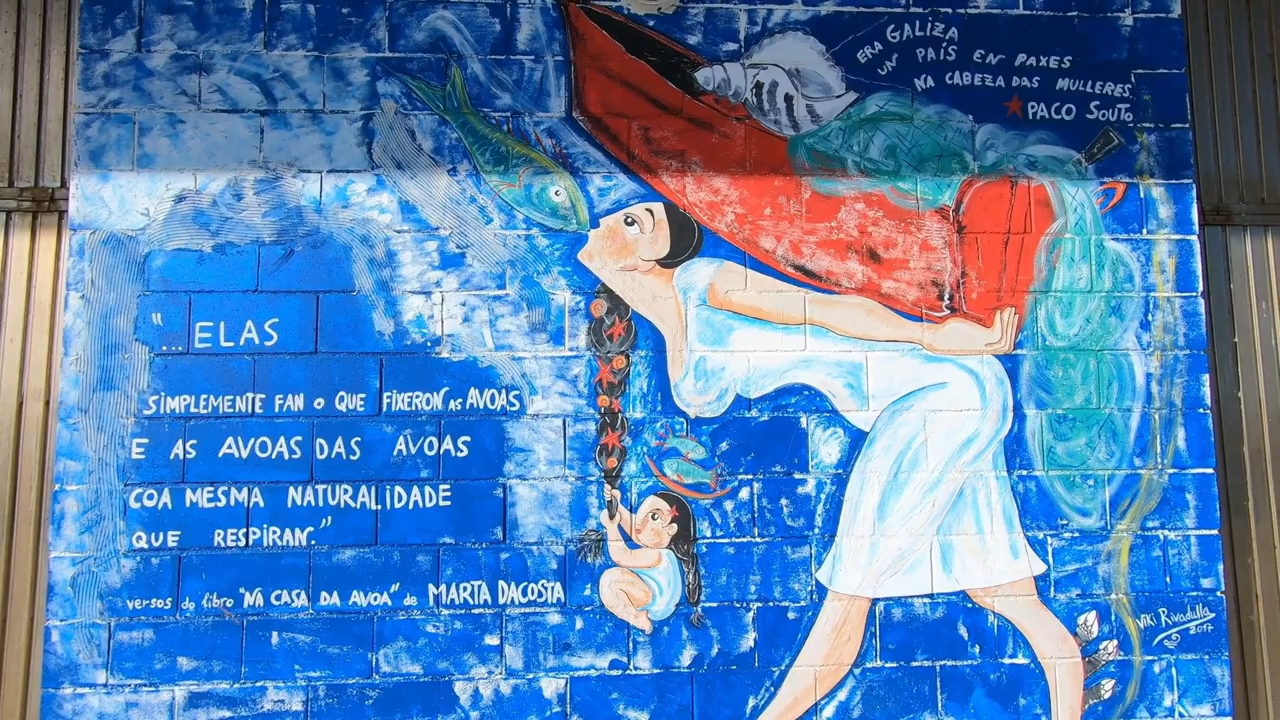 "... ELAS
SIMPLEMENTE FAN o QUE FIXERON AS AVOAS
E AS AVOAS DAS AVOAS
COA MESMA NATURALIDADE
QUE RESPIRAN."
versos do libro "NA CASA DA AVOA" de MARTA DACOSTA
ERA GALIZA
UN PAÍS EN PAXES
NA CABEZA DAS MULLERES.
PACO SOUTO.
Viki Rivadulla
2017